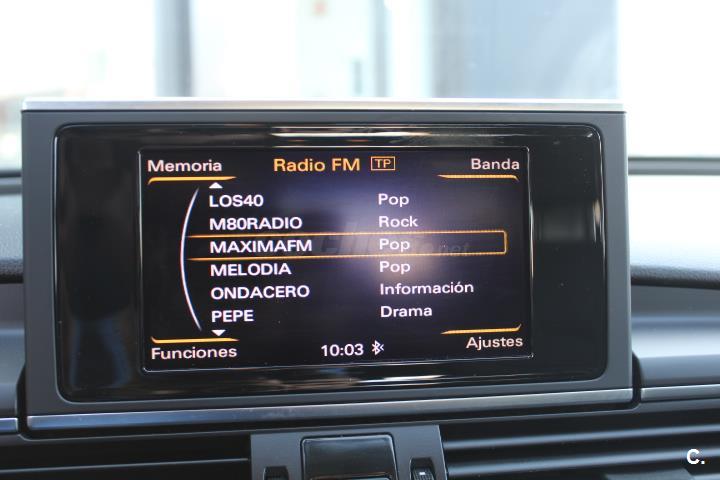 Memoria Radio FM TP Banda
LOS40 Pop
M80RADIO Rock
MAXIMAFM Pop
MELODIA Pop
ONDACERO Información
PEPE Drama
Funciones 10:03 Ajustes
C.